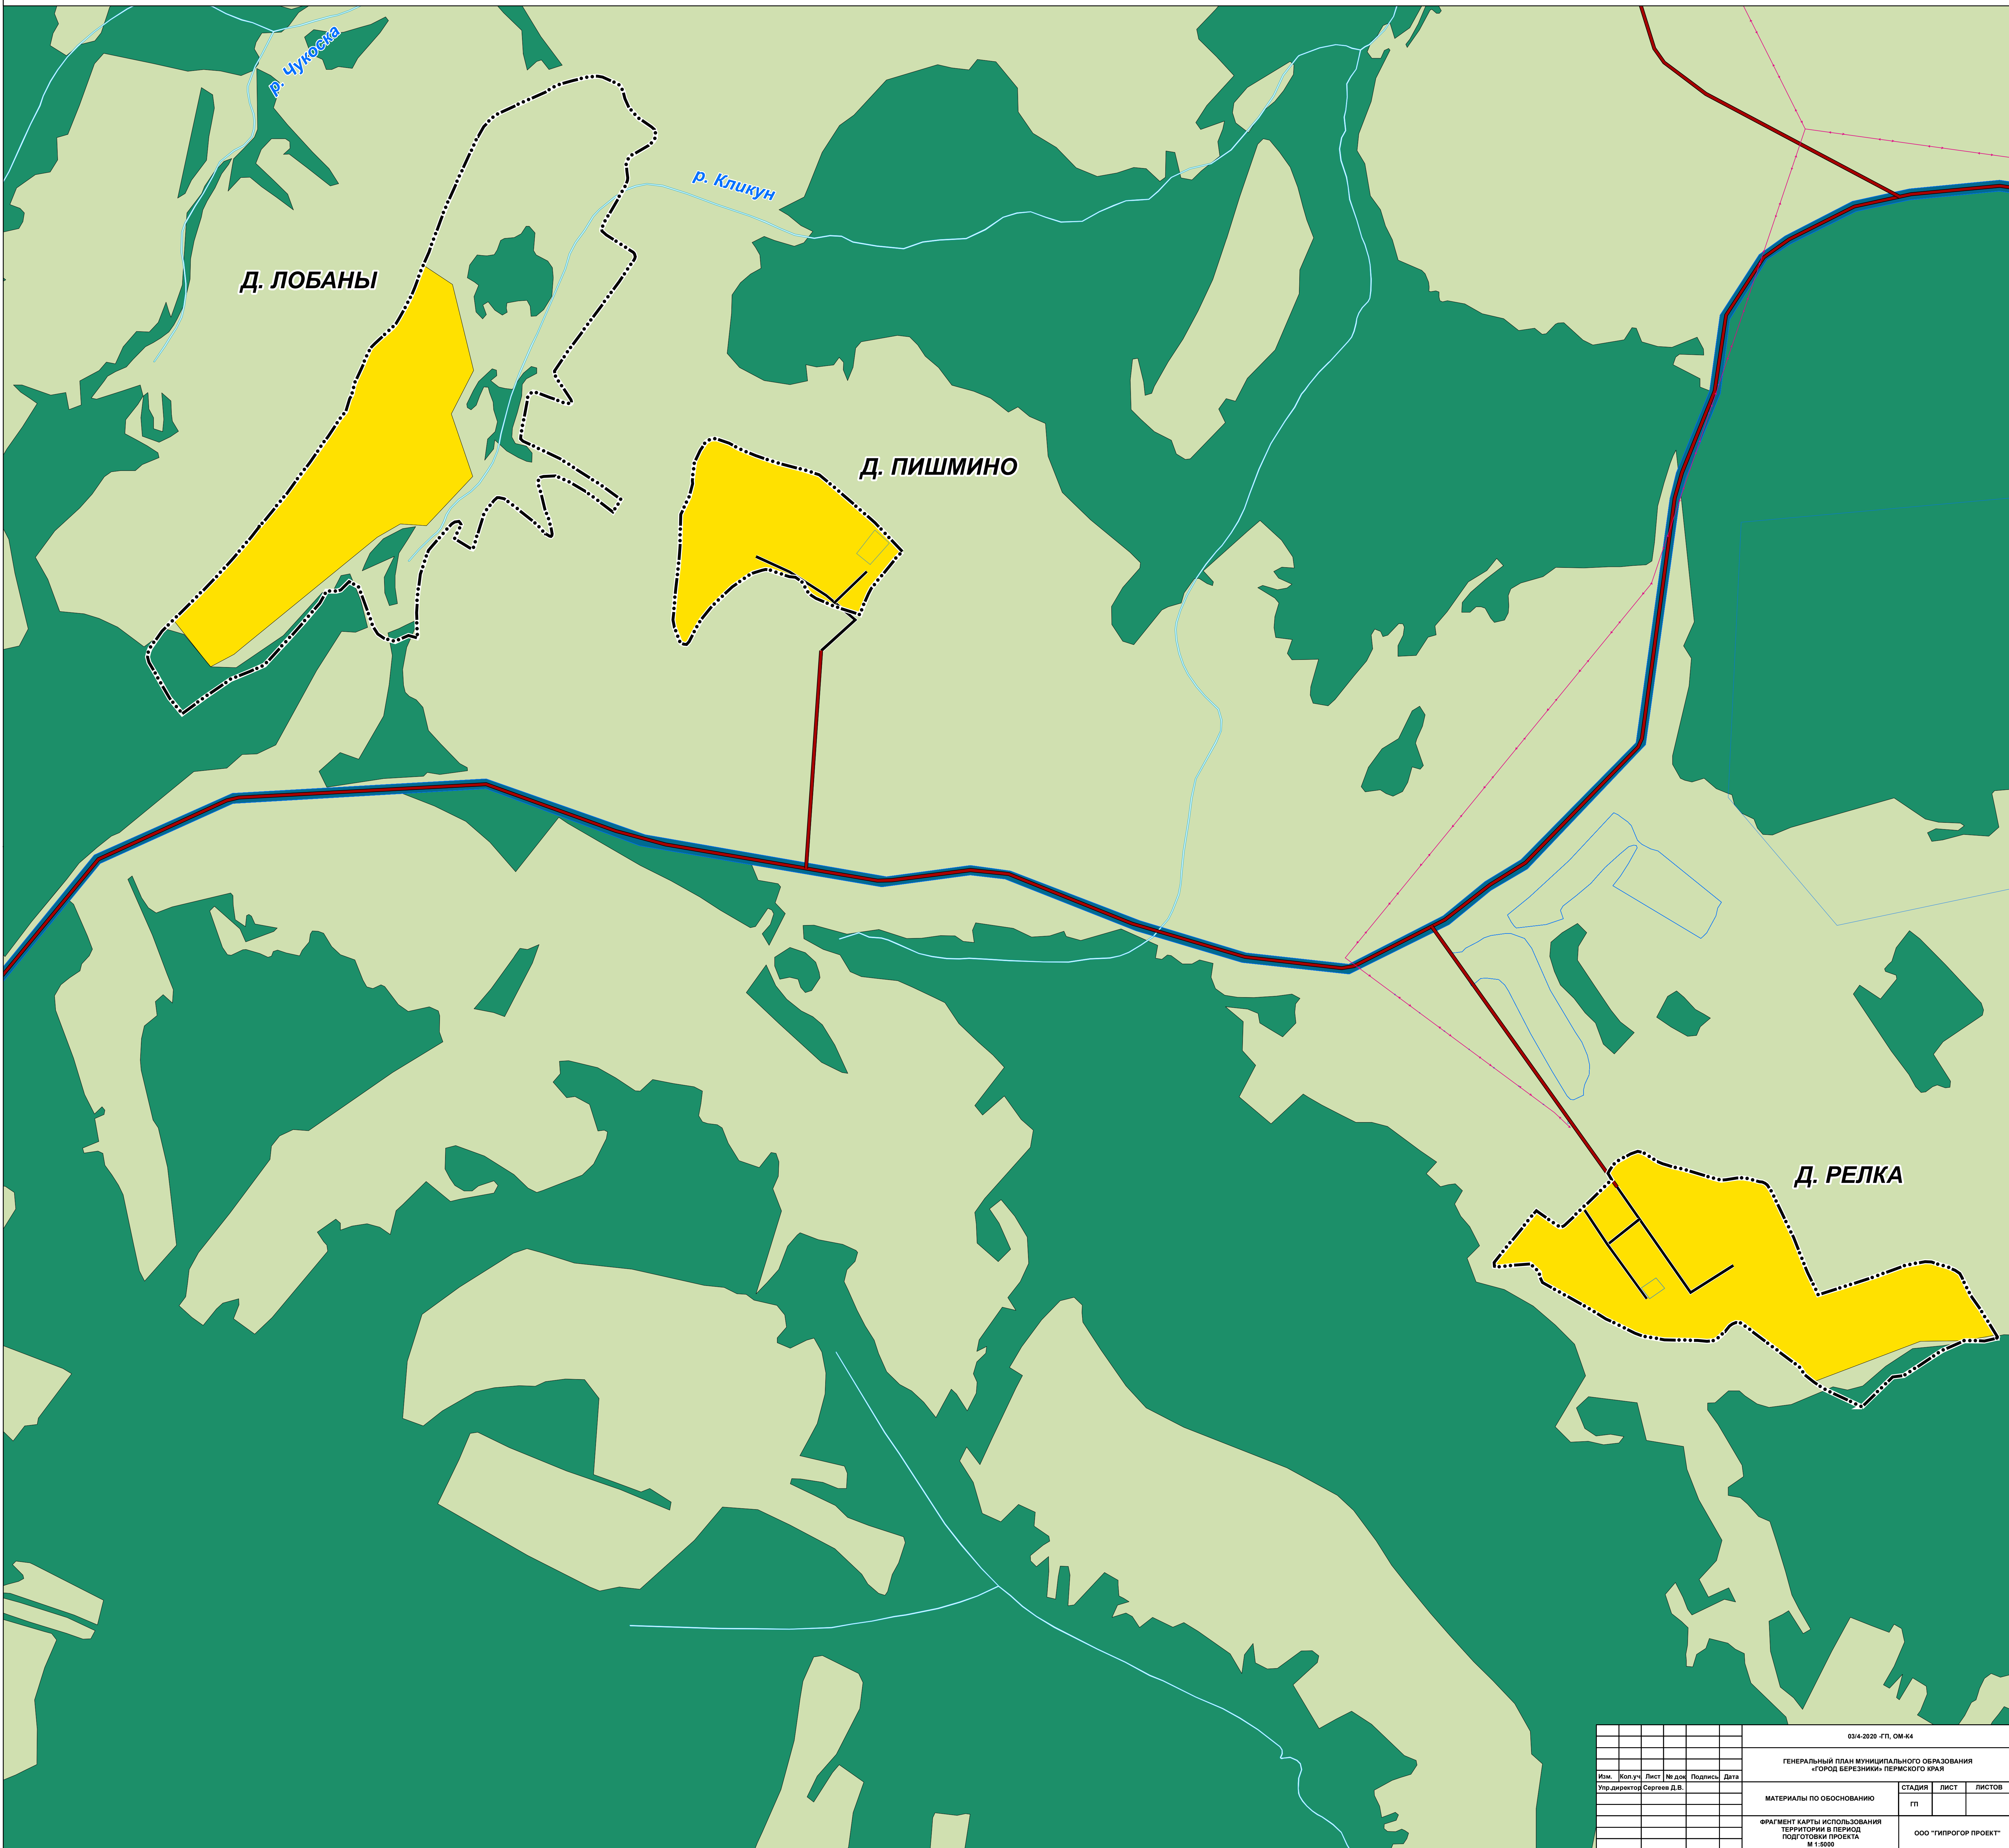 р. Чукоска
р. Кликун
Д. ЛОБАНЫ
Д. ПИШМИНО
Д. РЕЛКА
03/4-2020 -ГП, ОМ-К4
ГЕНЕРАЛЬНЫЙ ПЛАН МУНИЦИПАЛЬНОГО ОБРАЗОВАНИЯ
«ГОРОД БЕРЕЗНИКИ» ПЕРМСКОГО КРАЯ
Изм. Кол.уч Лист № док Подпись Дата
Упр.директор Сергеев Д.В.
МАТЕРИАЛЫ ПО ОБОСНОВАНИЮ
СТАДИЯ ЛИСТ ЛИСТОВ
ГП
ФРАГМЕНТ КАРТЫ ИСПОЛЬЗОВАНИЯ
ТЕРРИТОРИИ В ПЕРИОД
ПОДГОТОВКИ ПРОЕКТА
М 1:5000
ООО "ГИПРОГОР ПРОЕКТ"